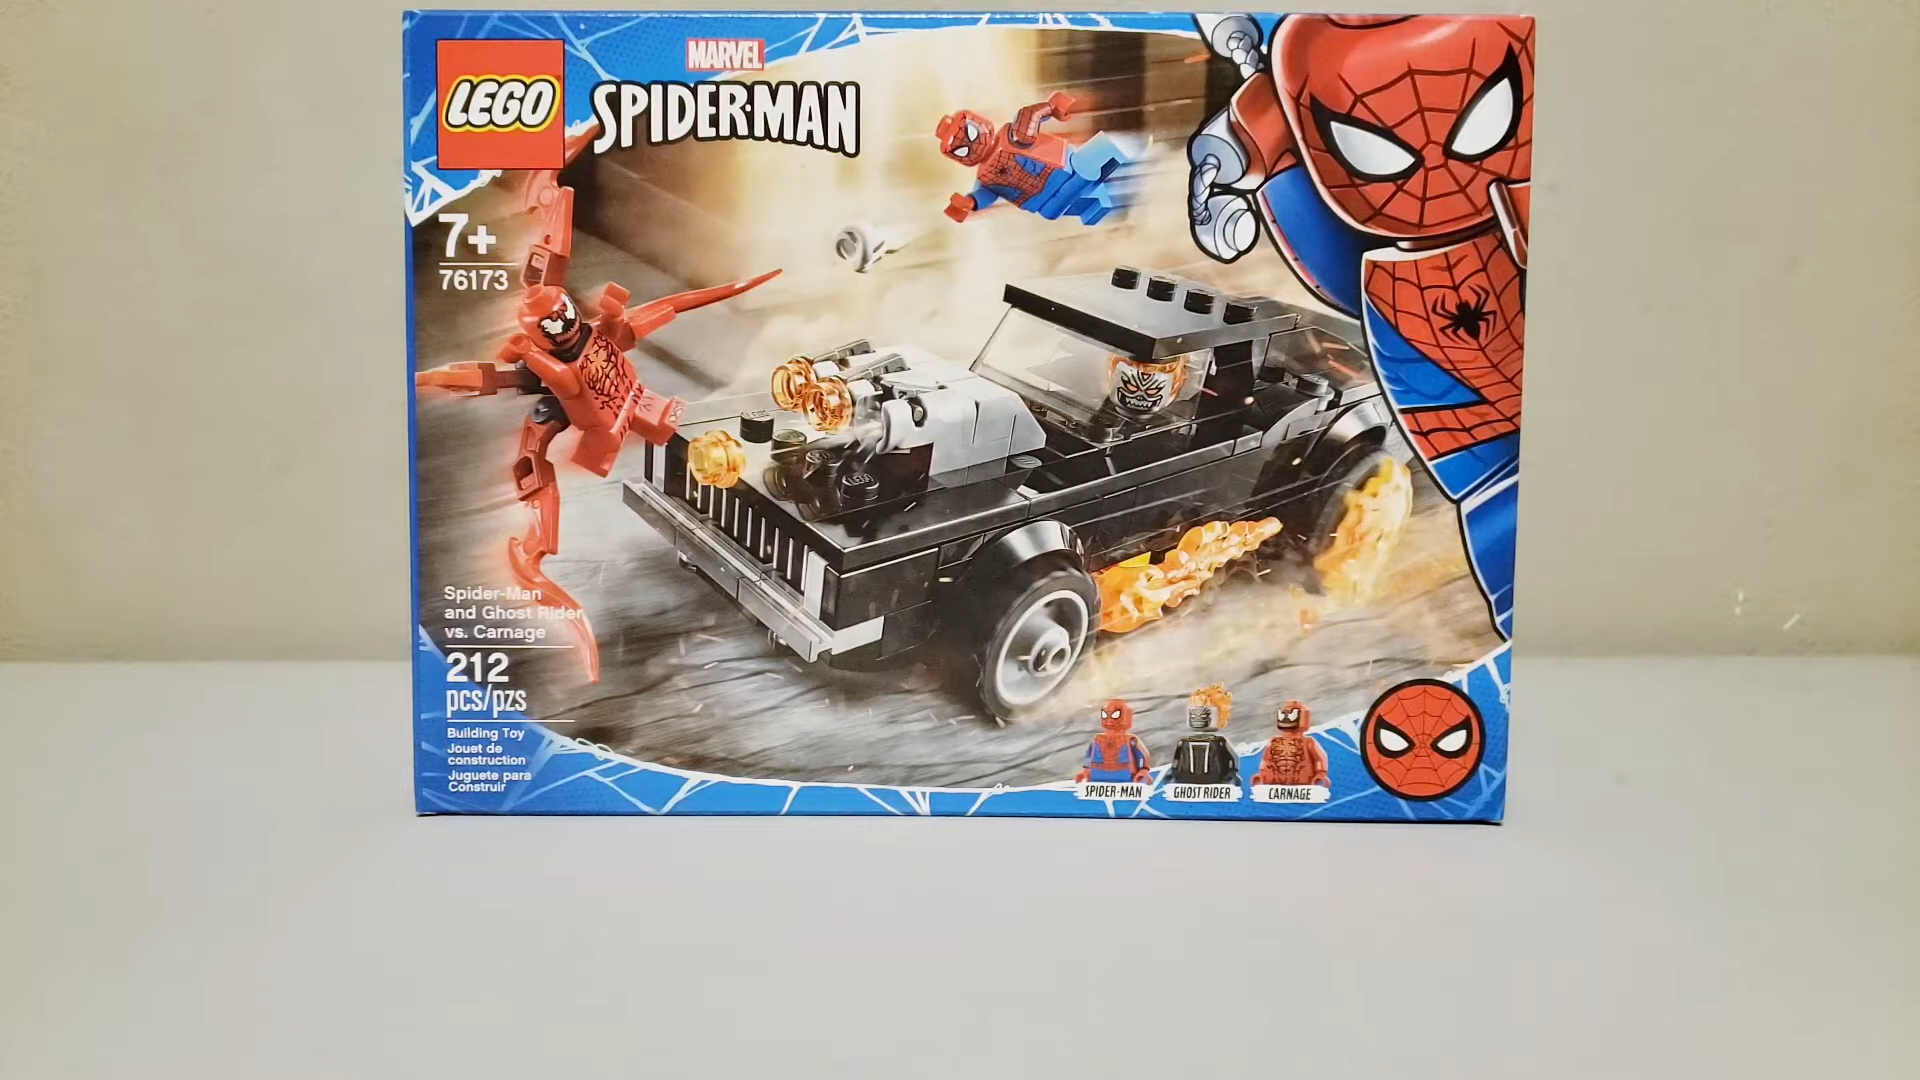 LEGO
MARVEL
SPIDER-MAN
7+
76173
Spider-Man
and Ghost Rider
vs. Carnage
212
pcs/pzs
Building Toy
Jouet de
construction
Juguete para
Construir
SPIDER-MAN
GHOST RIDER
CARNAGE